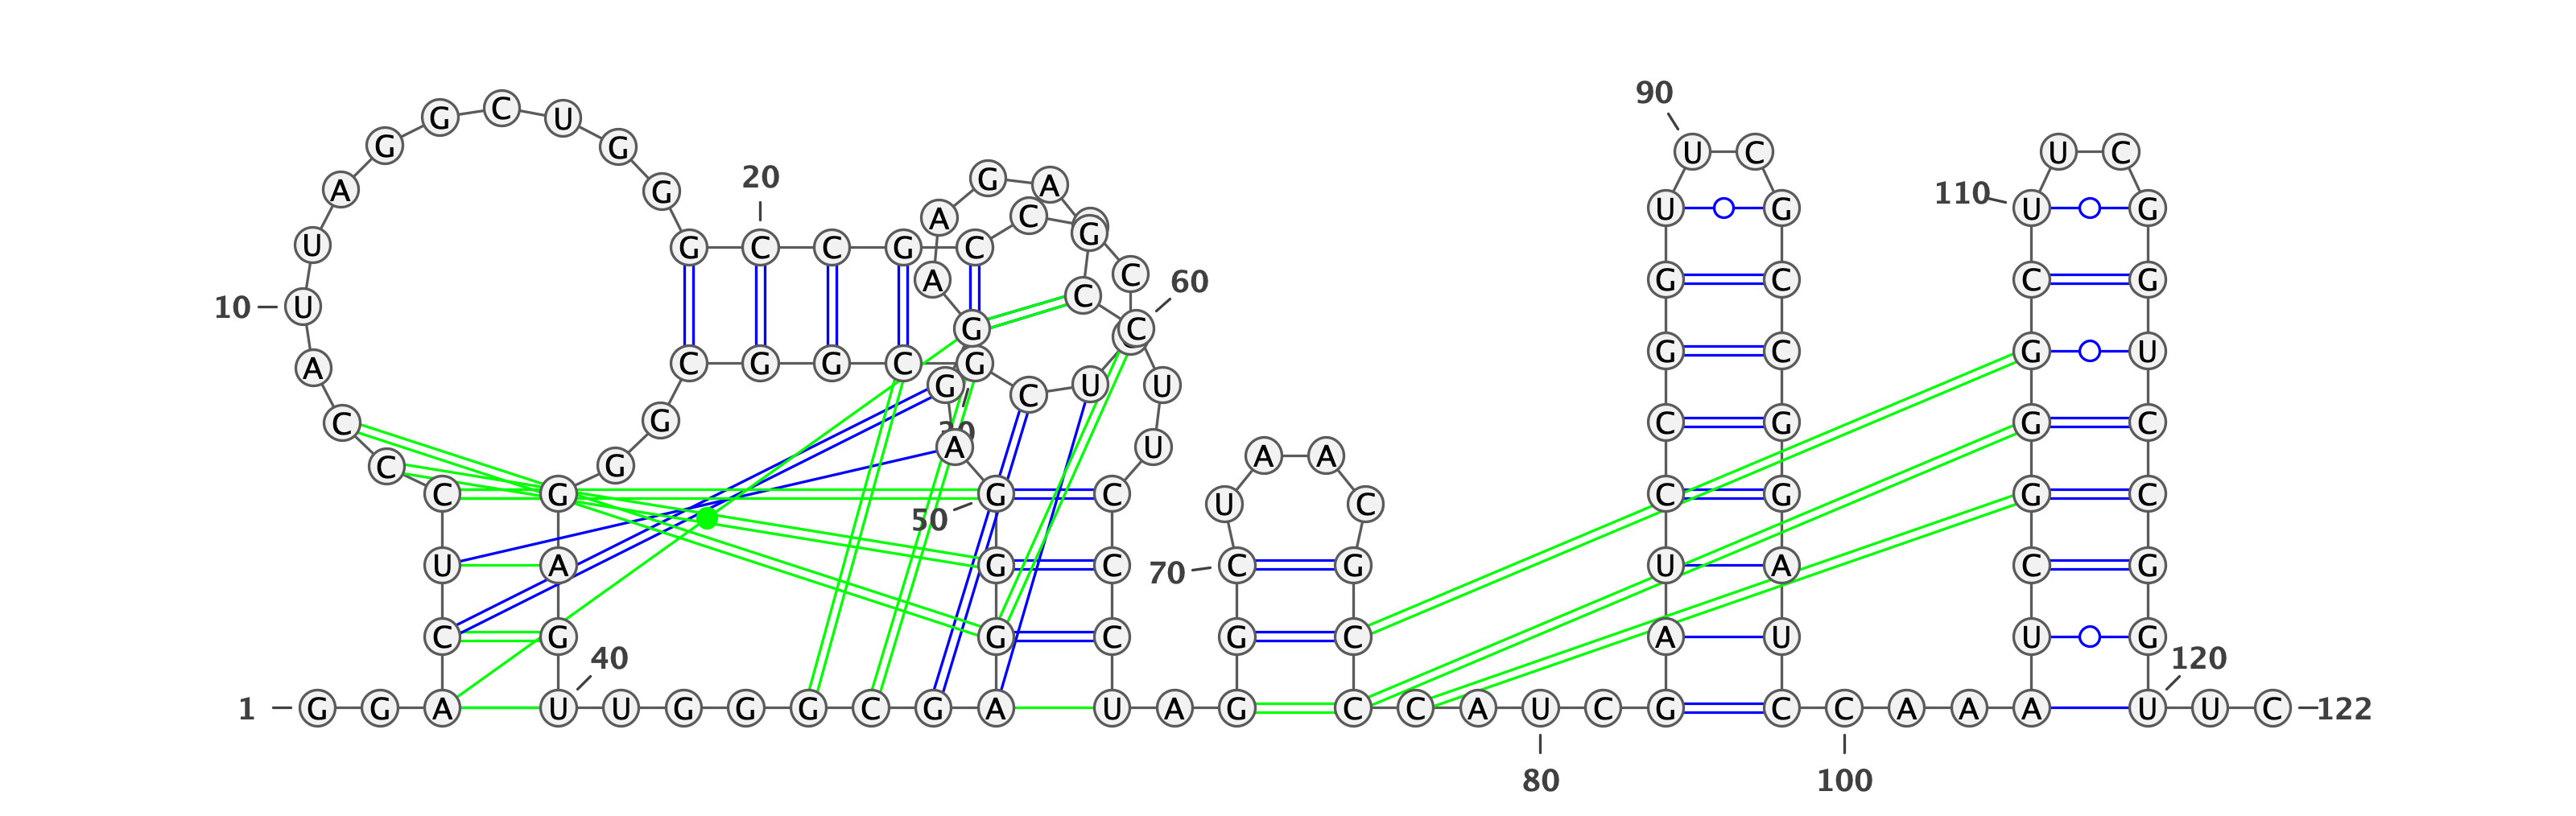 90
C
G U
G G U C U C
20 G A
A G 110 U G U G
A C
G
U G C C G C
A C 60 G C C G
C
10 U
G C
G C G U
A C G G C G
G C U U
C G C G G C
30
A U A A
C G
C G G C U C C G G C
50
U A G C 70 C G U A C G
C G G C G C A U U G
40 120
1 G G A U U G G G C G A U A G C C A U C G C C A A A U U C 122
80 100